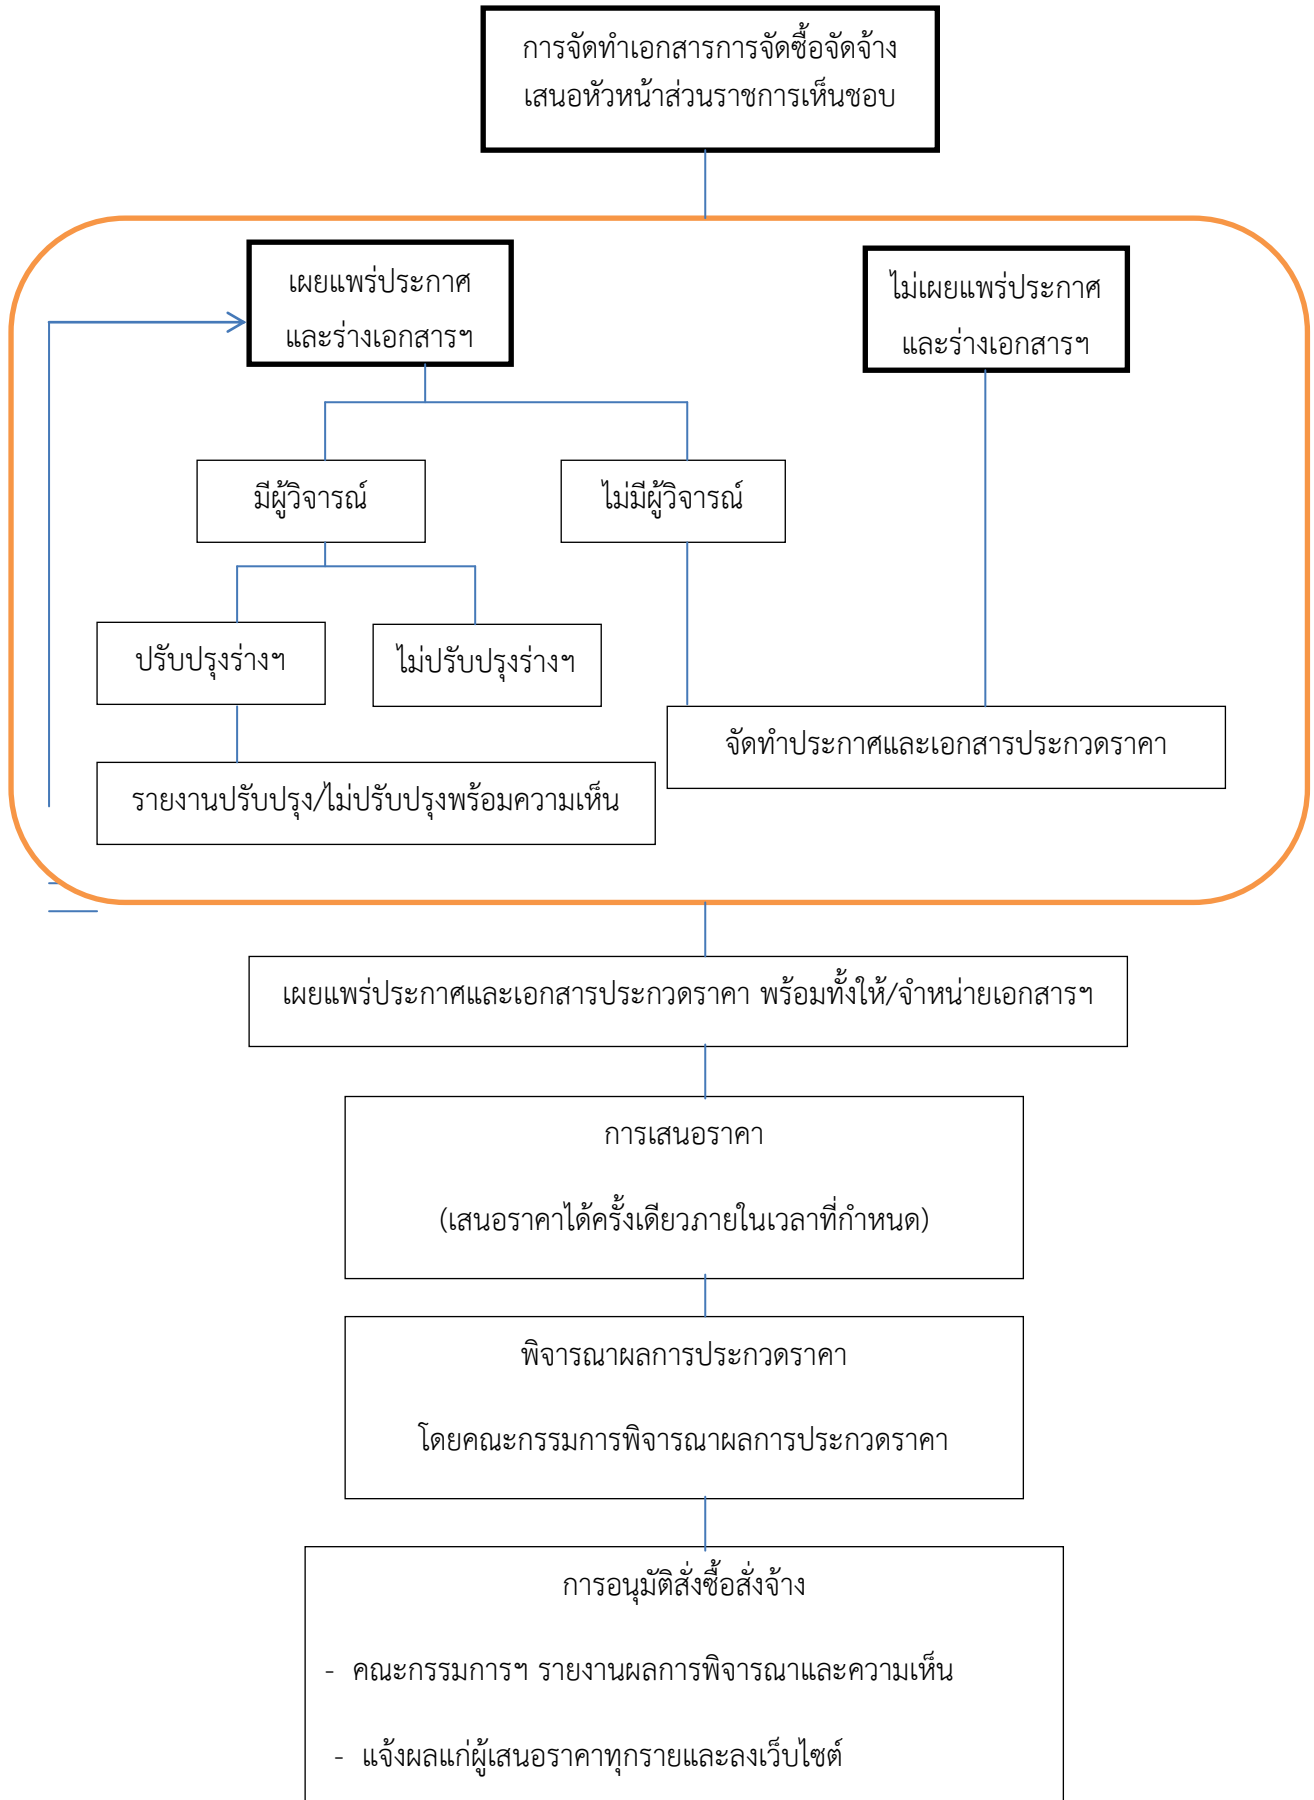 การจัดทำเอกสารการจัดซื้อจัดจ้าง
เสนอหัวหน้าส่วนราชการเห็นชอบ
เผยแพร่ประกาศ
และร่างเอกสารฯ
ไม่เผยแพร่ประกาศ
และร่างเอกสารฯ
มีผู้วิจารณ์
ไม่มีผู้วิจารณ์
ปรับปรุงร่างฯ
ไม่ปรับปรุงร่างฯ
จัดทำประกาศและเอกสารประกวดราคา
รายงานปรับปรุง/ไม่ปรับปรุงพร้อมความเห็น
เผยแพร่ประกาศและเอกสารประกวดราคา พร้อมทั้งให้/จำหน่ายเอกสารฯ
การเสนอราคา
(เสนอราคาได้ครั้งเดียวภายในเวลาที่กำหนด)
พิจารณาผลการประกวดราคา
โดยคณะกรรมการพิจารณาผลการประกวดราคา
การอนุมัติสั่งซื้อสั่งจ้าง
- คณะกรรมการฯ รายงานผลการพิจารณาและความเห็น
- แจ้งผลแก่ผู้เสนอราคาทุกรายและลงเว็บไซต์